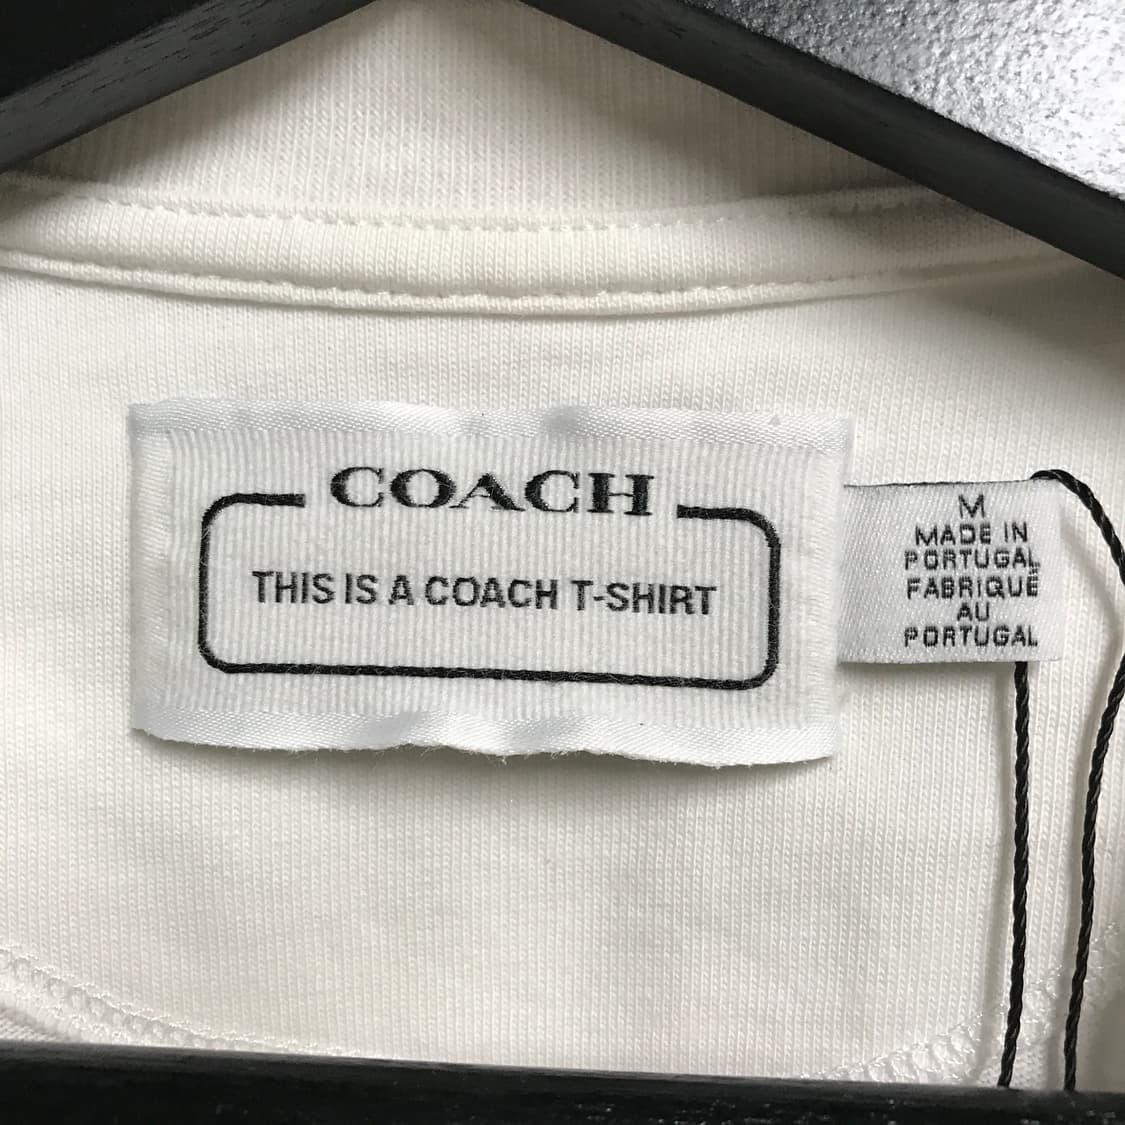 COACH
THIS IS A COACH T-SHIRT
M
MADE IN
PORTUGAL
FABRIQUÉ
AU
PORTUGAL